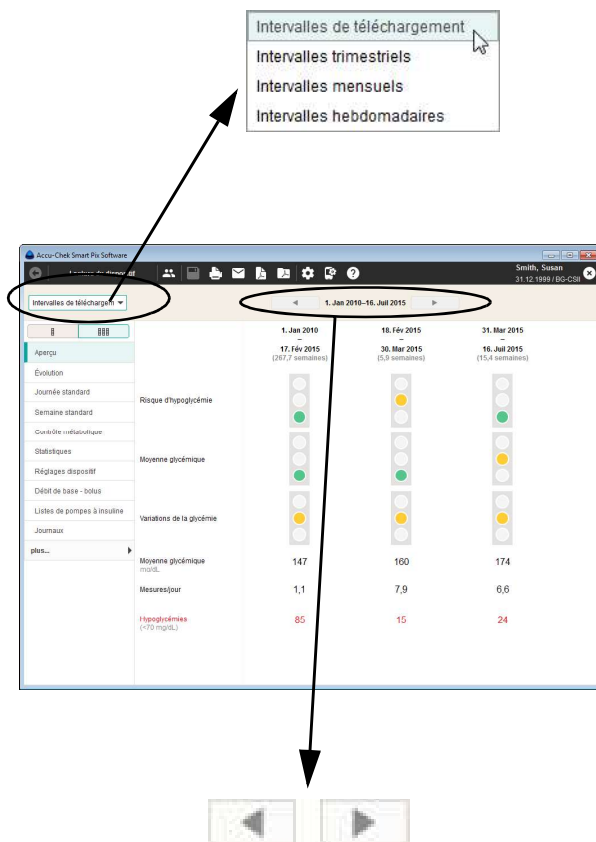 Intervalles de téléchargement
Intervalles trimestriels
Intervalles mensuels
Intervalles hebdomadaires
Accu-Chek Smart Pix Software
Lecture du dispositif
Smith, Susan
31.12.1999 / BG-CSII
Intervalles de téléchargem
1. Jan 2010–16. Juil 2015
1. Jan 2010 – 17. Fév 2015 (267,7 semaines)
18. Fév 2015 – 30. Mar 2015 (5,9 semaines)
31. Mar 2015 – 16. Juil 2015 (15,4 semaines)
Aperçu
Évolution
Journée standard
Semaine standard
Contrôle métabolique
Statistiques
Réglages dispositif
Débit de base - bolus
Listes de pompes à insuline
Journaux
plus...
Risque d'hypoglycémie
Moyenne glycémique
Variations de la glycémie
Moyenne glycémique 147 160 174
mg/dL
Mesures/jour 1,1 7,9 6,6
Hypoglycémies 85 15 24
(<70 mg/dL)